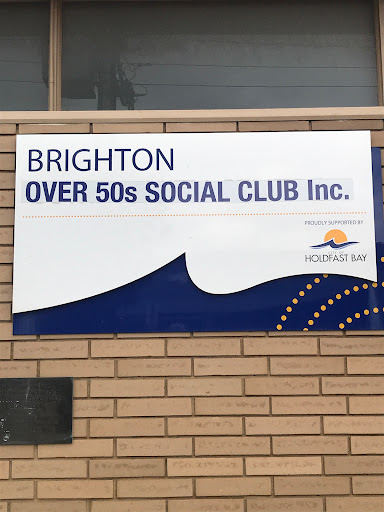 BRIGHTON
OVER 50s SOCIAL CLUB Inc.
PROUDLY SUPPORTED BY
HOLDFAST BAY